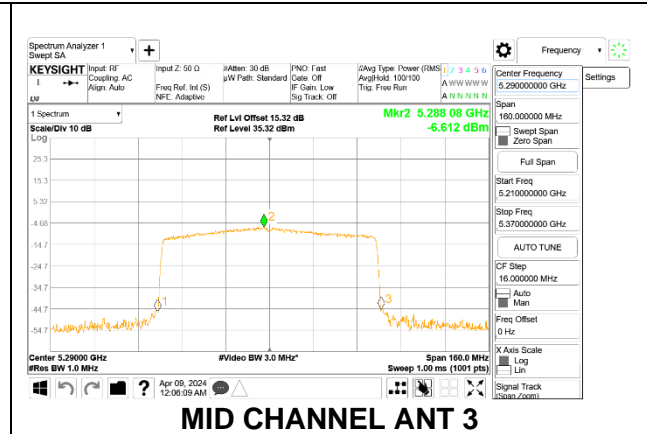 Spectrum Analyzer 1
Swept SA
Frequency
KEYSIGHT Input: RF
Coupling: AC
Align: Auto
Input Z: 50 Ω
Freq Ref: Int (S)
NFE: Adaptive
#Atten: 30 dB
µW Path: Standard
PNO: Fast
Gate: Off
IF Gain: Low
Sig Track: Off
#Avg Type: Power (RMS
Avg|Hold: 100/100
Trig: Free Run
1 2 3 4 5 6
A W W W W W
A N N N N N
Center Frequency
5.290000000 GHz
Settings
Span
160.000000 MHz
Swept Span
Zero Span
Full Span
Start Freq
5.210000000 GHz
Stop Freq
5.370000000 GHz
AUTO TUNE
CF Step
16.000000 MHz
Auto
Man
Freq Offset
0 Hz
X Axis Scale
Log
Lin
Signal Track
(Span Zoom)
1 Spectrum
Scale/Div 10 dB
Log
Ref Lvl Offset 15.32 dB
Ref Level 35.32 dBm
Mkr2 5.288 08 GHz
-6.612 dBm
25.3
15.3
5.32
-4.68
-14.7
-24.7
-34.7
-44.7
-54.7
2
1
3
Center 5.29000 GHz
#Res BW 1.0 MHz
#Video BW 3.0 MHz*
Span 160.0 MHz
Sweep 1.00 ms (1001 pts)
?
Apr 09, 2024
12:06:09 AM
MID CHANNEL ANT 3